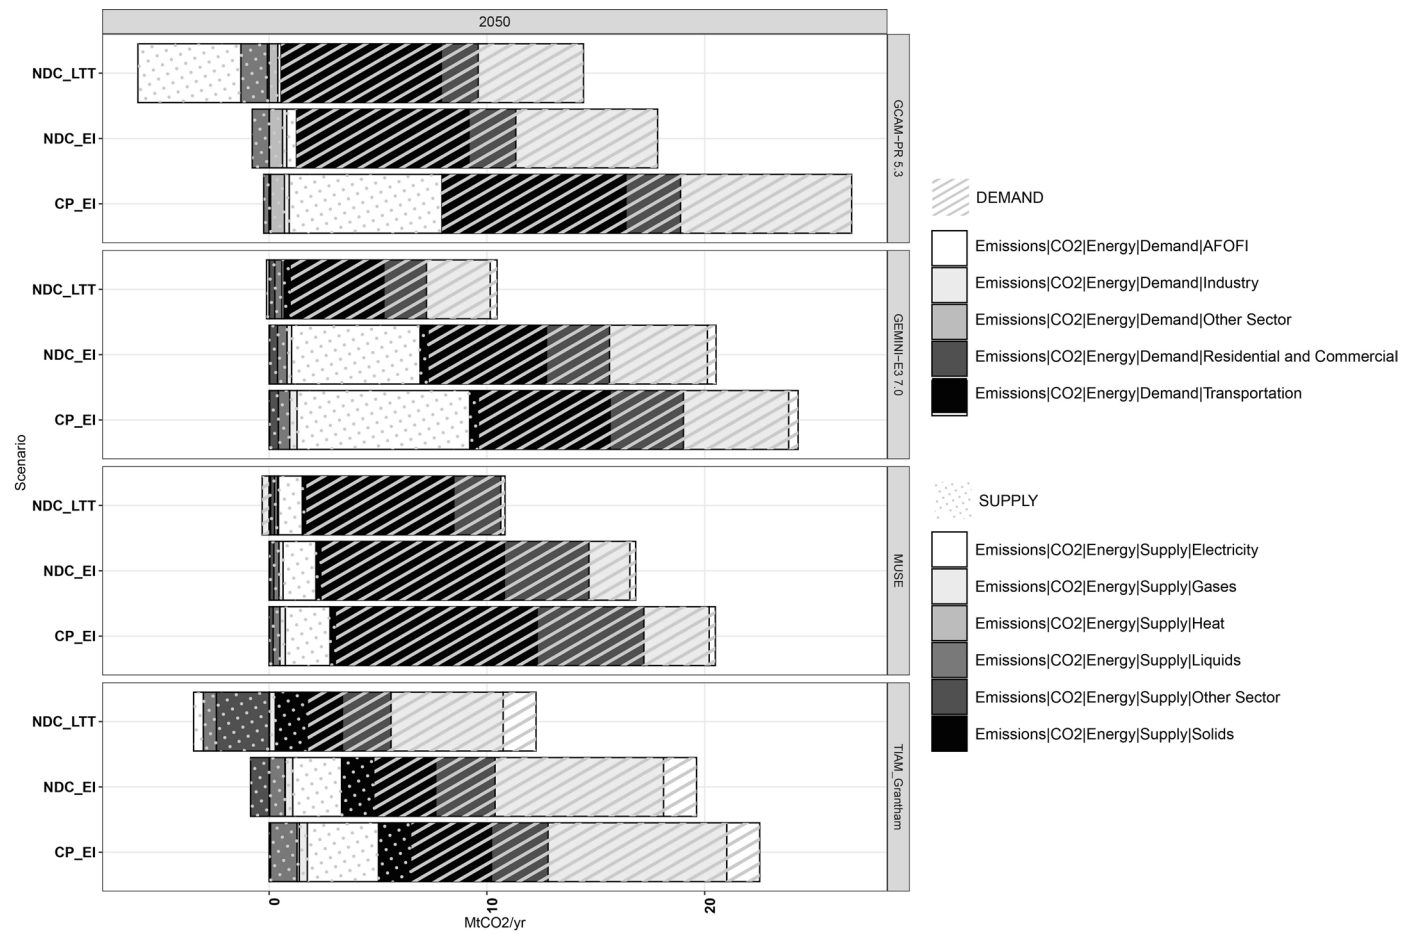 2050
NDC_LTT
NDC_EI
CP_EI
GCAM−PR 5.3
NDC_LTT
NDC_EI
CP_EI
GEMINI−E3 7.0
NDC_LTT
NDC_EI
CP_EI
MUSE
NDC_LTT
NDC_EI
CP_EI
TIAM_Grantham
Scenario
0
10
20
MtCO2/yr
DEMAND
Emissions|CO2|Energy|Demand|AFOFI
Emissions|CO2|Energy|Demand|Industry
Emissions|CO2|Energy|Demand|Other Sector
Emissions|CO2|Energy|Demand|Residential and Commercial
Emissions|CO2|Energy|Demand|Transportation
SUPPLY
Emissions|CO2|Energy|Supply|Electricity
Emissions|CO2|Energy|Supply|Gases
Emissions|CO2|Energy|Supply|Heat
Emissions|CO2|Energy|Supply|Liquids
Emissions|CO2|Energy|Supply|Other Sector
Emissions|CO2|Energy|Supply|Solids